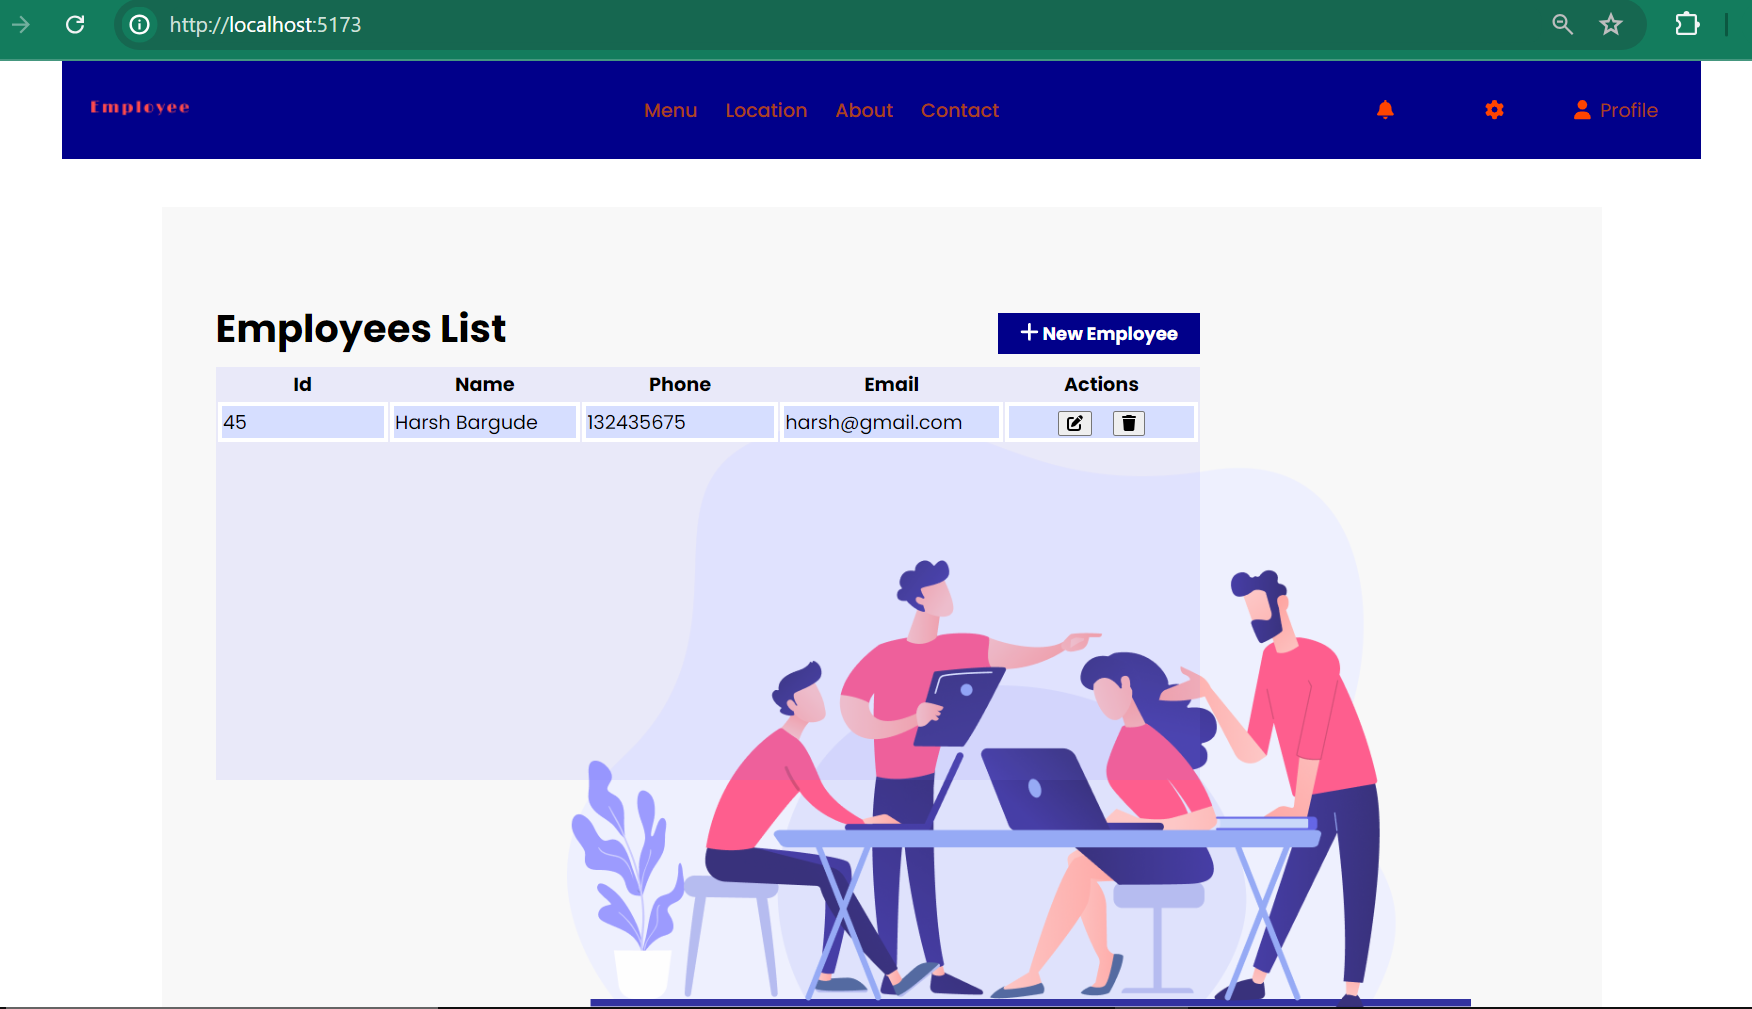 http://localhost:5173
Employee
Menu Location About Contact Profile
Employees List
New Employee
Id Name Phone Email Actions
45 Harsh Bargude 132435675 harsh@gmail.com